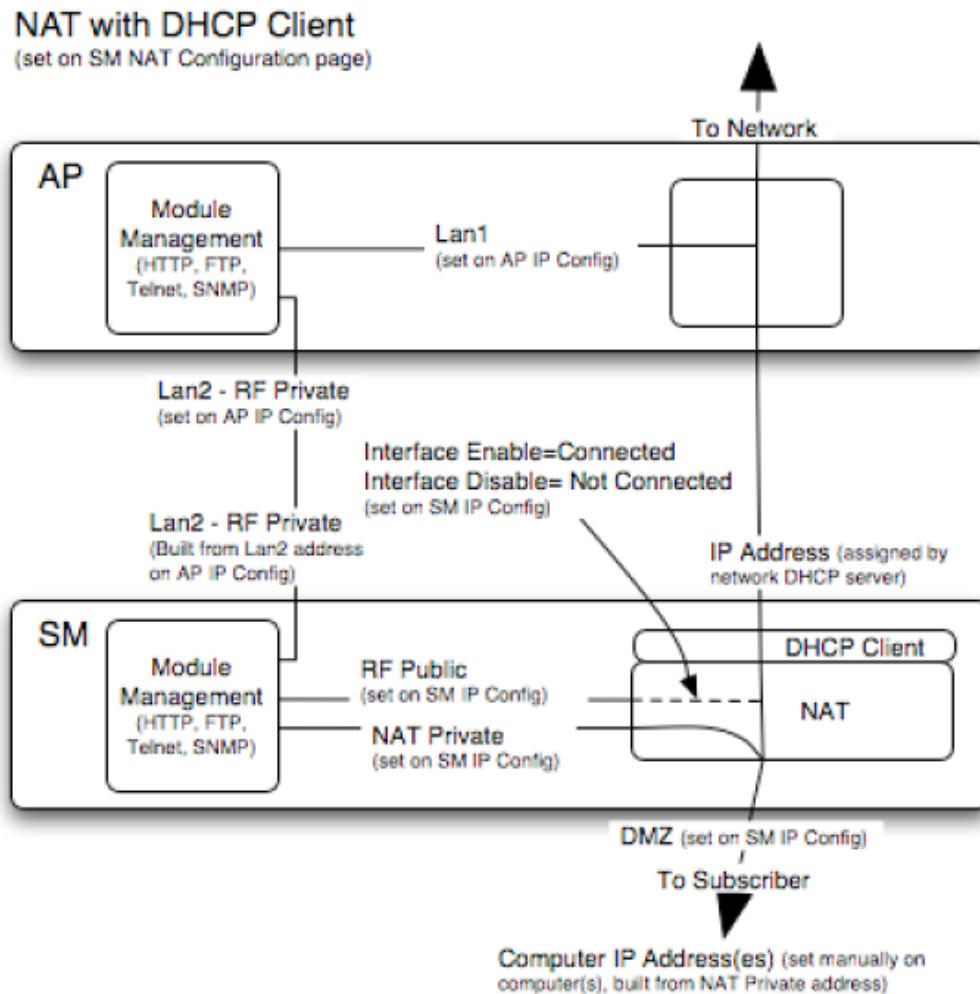 NAT with DHCP Client
(set on SM NAT Configuration page)
To Network
AP
Module
Management
(HTTP, FTP,
Telnet, SNMP)
Lan1
(set on AP IP Config)
Lan2 - RF Private
(set on AP IP Config)
Interface Enable=Connected
Interface Disable= Not Connected
(set on SM IP Config)
Lan2 - RF Private
(Built from Lan2 address
on AP IP Config)
IP Address (assigned by
network DHCP server)
SM
Module
Management
(HTTP, FTP,
Telnet, SNMP)
RF Public
(set on SM IP Config)
NAT Private
(set on SM IP Config)
DHCP Client
NAT
DMZ (set on SM IP Config)
To Subscriber
Computer IP Address(es) (set manually on
computer(s), built from NAT Private address)